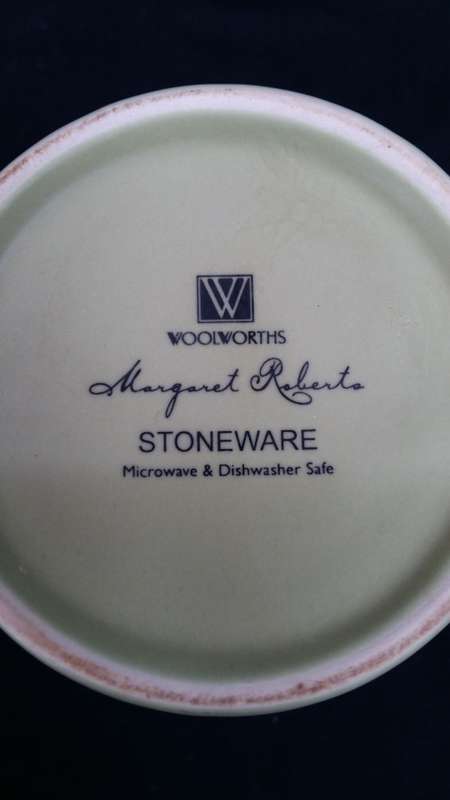 W
WOOLWORTHS
Margaret Roberts
STONEWARE
Microwave & Dishwasher Safe